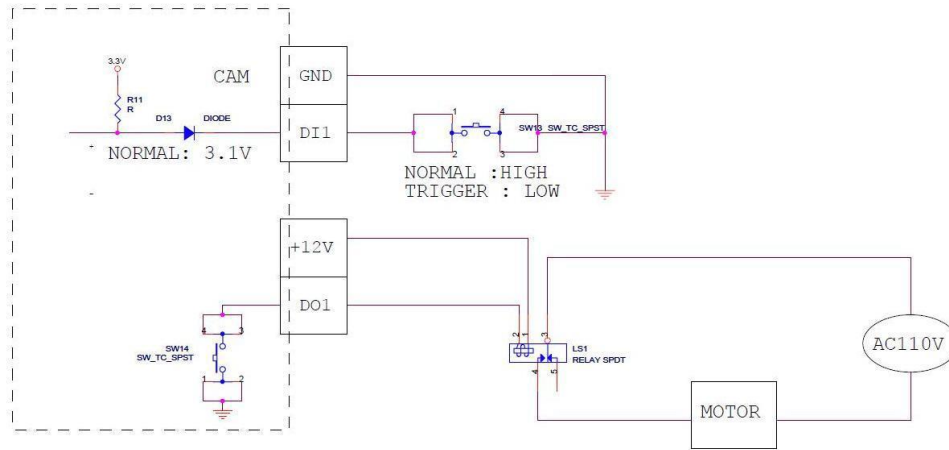 3.3V
CAM
GND
R11
R
D13 DIODE
DI1
1 4
SW13 SW_TC_SPST
2 3
+
NORMAL: 3.1V
-
NORMAL :HIGH
TRIGGER : LOW
+12V
DO1
4 3
SW14
SW_TC_SPST
1 2
2 1 3
LS1
RELAY SPDT
4 5
AC110V
MOTOR